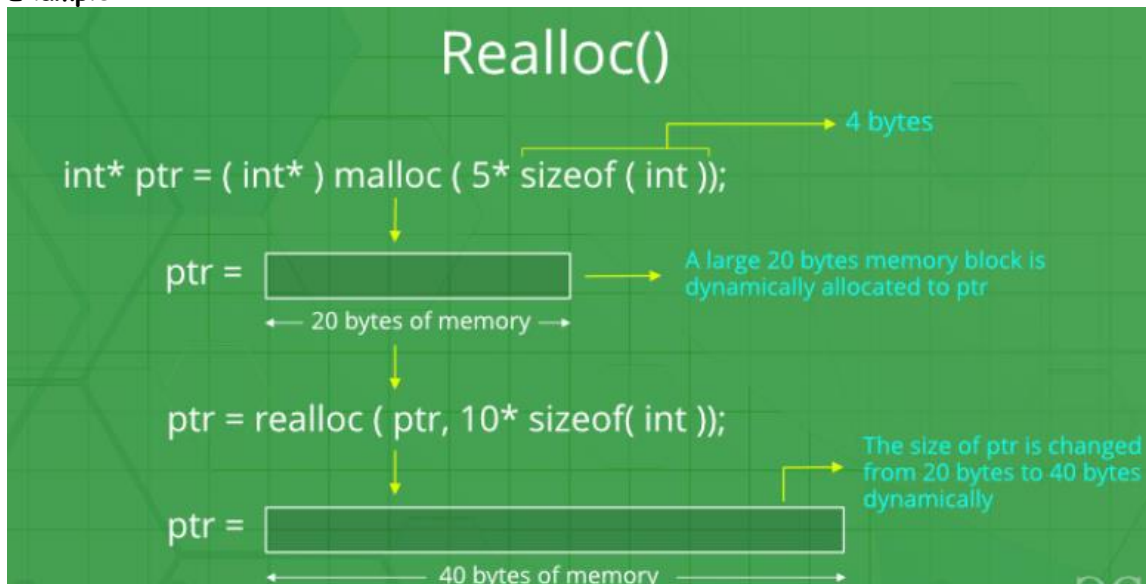 Realloc()
4 bytes
int* ptr = ( int* ) malloc ( 5* sizeof ( int ));
ptr =
A large 20 bytes memory block is
dynamically allocated to ptr
20 bytes of memory
ptr = realloc ( ptr, 10* sizeof( int ));
The size of ptr is changed
from 20 bytes to 40 bytes
dynamically
ptr =
40 bytes of memory